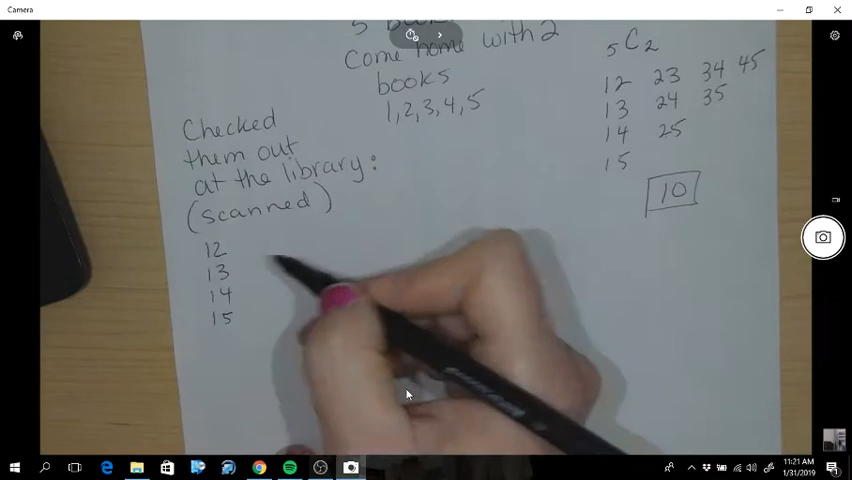 Camera
5 book
Come home with 2
books
1,2,3,4,5
5C2
12 23 34 45
13 24 35
14 25
15
10
Checked
them out
at the library:
(scanned)
12
13
14
15
11:21 AM
1/31/2019